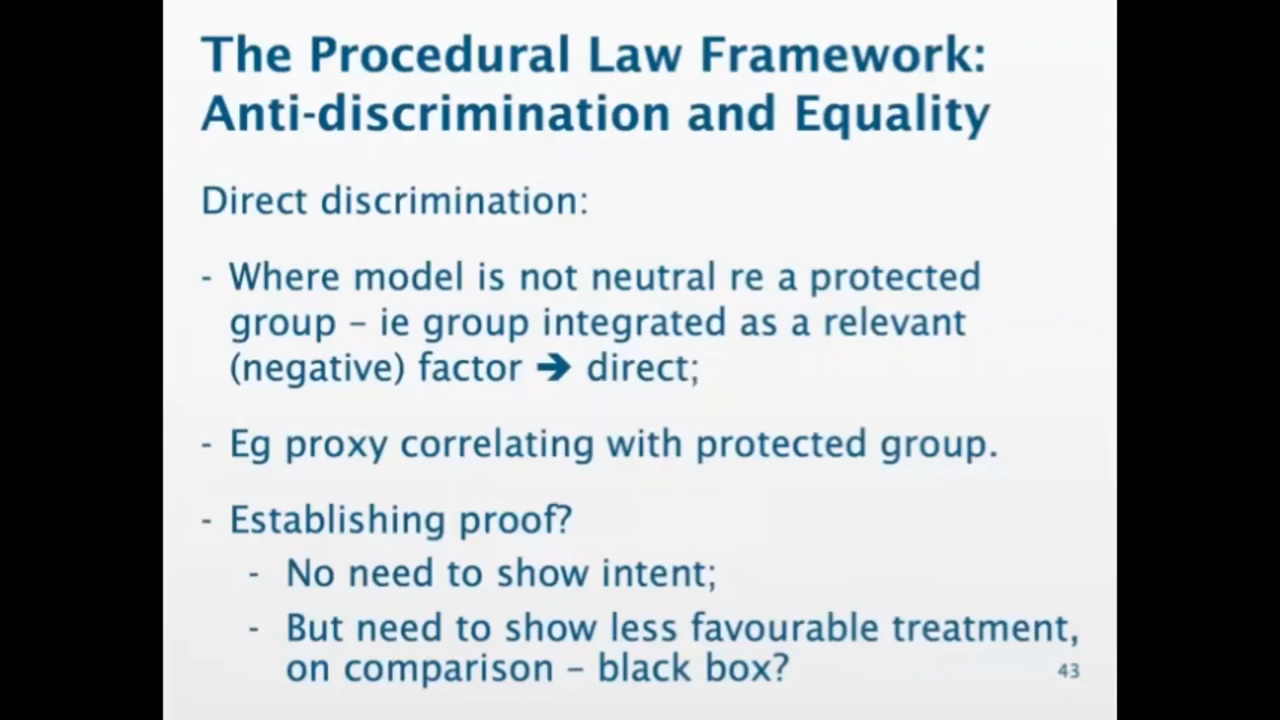 The Procedural Law Framework:
Anti-discrimination and Equality
Direct discrimination:
- Where model is not neutral re a protected
group – ie group integrated as a relevant
(negative) factor ➔ direct;
- Eg proxy correlating with protected group.
- Establishing proof?
- No need to show intent;
- But need to show less favourable treatment,
on comparison – black box?
43